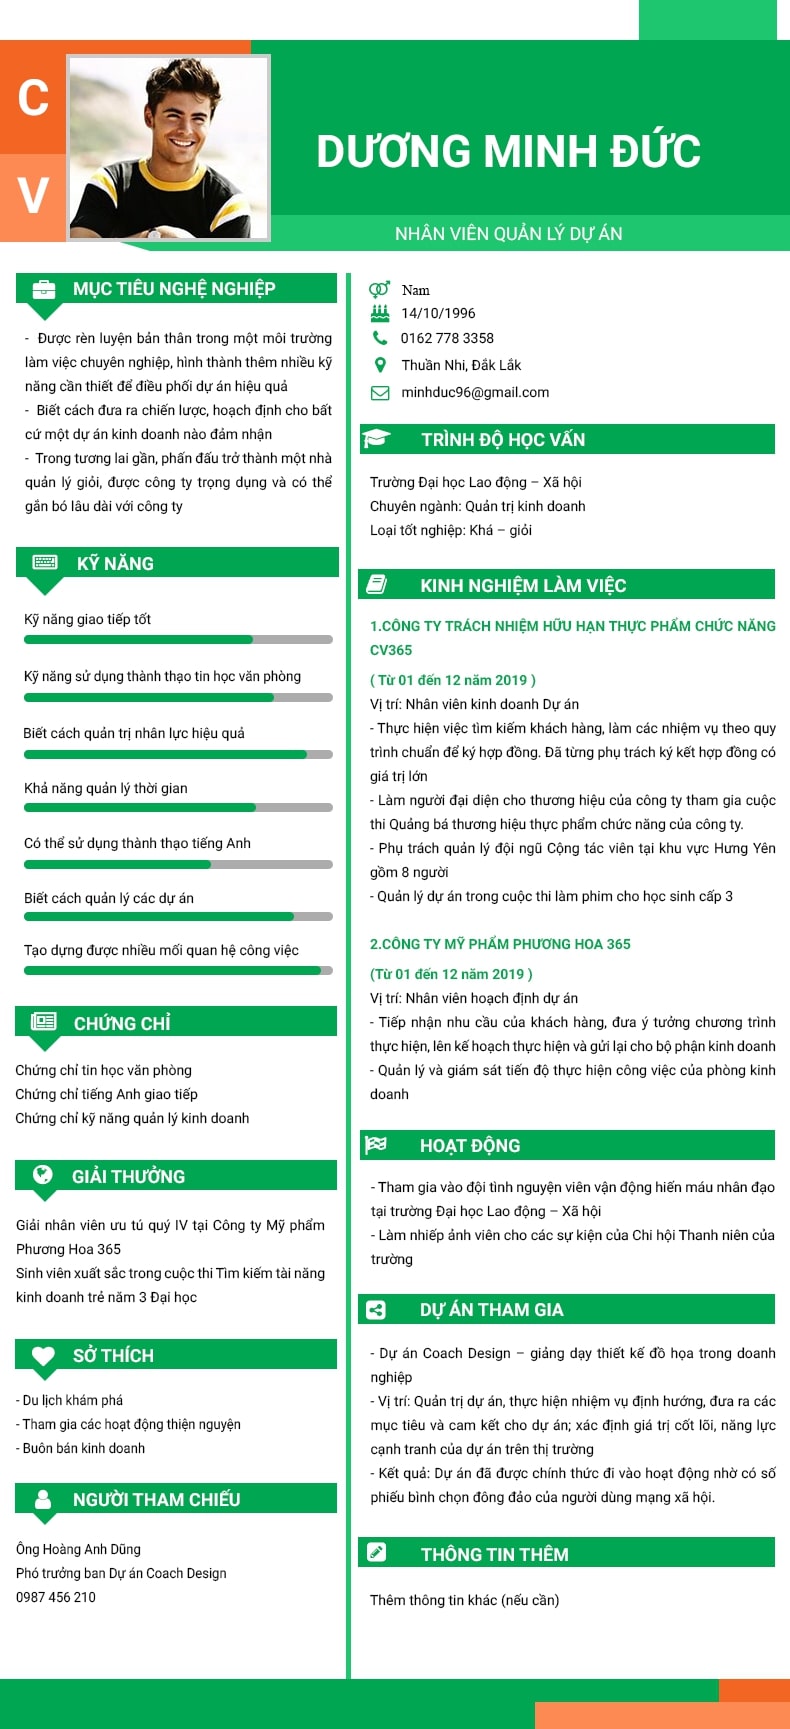 C
V
DƯƠNG MINH ĐỨC
NHÂN VIÊN QUẢN LÝ DỰ ÁN
MỤC TIÊU NGHỆ NGHIỆP
- Được rèn luyện bản thân trong một môi trường
làm việc chuyên nghiệp, hình thành thêm nhiều kỹ
năng cần thiết để điều phối dự án hiệu quả
- Biết cách đưa ra chiến lược, hoạch định cho bất
cứ một dự án kinh doanh nào đảm nhận
- Trong tương lai gần, phấn đấu trở thành một nhà
quản lý giỏi, được công ty trọng dụng và có thể
gắn bó lâu dài với công ty
KỸ NĂNG
Kỹ năng giao tiếp tốt
Kỹ năng sử dụng thành thạo tin học văn phòng
Biết cách quản trị nhân lực hiệu quả
Khả năng quản lý thời gian
Có thể sử dụng thành thạo tiếng Anh
Biết cách quản lý các dự án
Tạo dựng được nhiều mối quan hệ công việc
CHỨNG CHỈ
Chứng chỉ tin học văn phòng
Chứng chỉ tiếng Anh giao tiếp
Chứng chỉ kỹ năng quản lý kinh doanh
GIẢI THƯỞNG
Giải nhân viên ưu tú quý IV tại Công ty Mỹ phẩm
Phương Hoa 365
Sinh viên xuất sắc trong cuộc thi Tìm kiếm tài năng
kinh doanh trẻ năm 3 Đại học
SỞ THÍCH
- Du lịch khám phá
- Tham gia các hoạt động thiện nguyện
- Buôn bán kinh doanh
NGƯỜI THAM CHIẾU
Ông Hoàng Anh Dũng
Phó trưởng ban Dự án Coach Design
0987 456 210
Nam
14/10/1996
0162 778 3358
Thuần Nhi, Đắk Lắk
minhduc96@gmail.com
TRÌNH ĐỘ HỌC VẤN
Trường Đại học Lao động – Xã hội
Chuyên ngành: Quản trị kinh doanh
Loại tốt nghiệp: Khá – giỏi
KINH NGHIỆM LÀM VIỆC
1.CÔNG TY TRÁCH NHIỆM HỮU HẠN THỰC PHẨM CHỨC NĂNG
CV365
( Từ 01 đến 12 năm 2019 )
Vị trí: Nhân viên kinh doanh Dự án
- Thực hiện việc tìm kiếm khách hàng, làm các nhiệm vụ theo quy
trình chuẩn để ký hợp đồng. Đã từng phụ trách ký kết hợp đồng có
giá trị lớn
- Làm người đại diện cho thương hiệu của công ty tham gia cuộc
thi Quảng bá thương hiệu thực phẩm chức năng của công ty.
- Phụ trách quản lý đội ngũ Cộng tác viên tại khu vực Hưng Yên
gồm 8 người
- Quản lý dự án trong cuộc thi làm phim cho học sinh cấp 3
2.CÔNG TY MỸ PHẨM PHƯƠNG HOA 365
(Từ 01 đến 12 năm 2019 )
Vị trí: Nhân viên hoạch định dự án
- Tiếp nhận nhu cầu của khách hàng, đưa ý tưởng chương trình
thực hiện, lên kế hoạch thực hiện và gửi lại cho bộ phận kinh doanh
- Quản lý và giám sát tiến độ thực hiện công việc của phòng kinh
doanh
HOẠT ĐỘNG
- Tham gia vào đội tình nguyện viên vận động hiến máu nhân đạo
tại trường Đại học Lao động – Xã hội
- Làm nhiếp ảnh viên cho các sự kiện của Chi hội Thanh niên của
trường
DỰ ÁN THAM GIA
- Dự án Coach Design – giảng dạy thiết kế đồ họa trong doanh
nghiệp
- Vị trí: Quản trị dự án, thực hiện nhiệm vụ định hướng, đưa ra các
mục tiêu và cam kết cho dự án; xác định giá trị cốt lõi, năng lực
cạnh tranh của dự án trên thị trường
- Kết quả: Dự án đã được chính thức đi vào hoạt động nhờ có số
phiếu bình chọn đông đảo của người dùng mạng xã hội.
THÔNG TIN THÊM
Thêm thông tin khác (nếu cần)